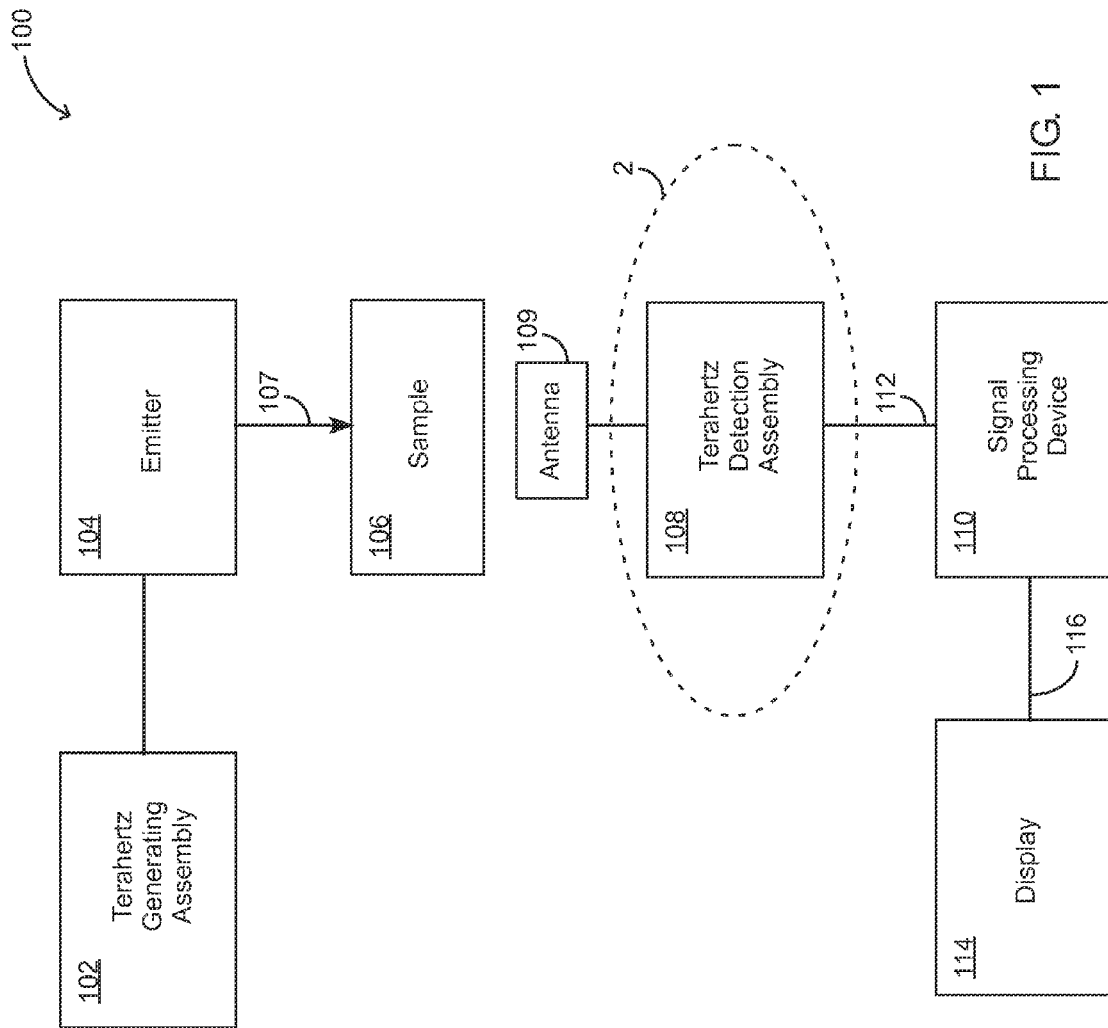 100
102
Terahertz
Generating
Assembly
104
Emitter
107
106
Sample
109
Antenna
2
108
Terahertz
Detection
Assembly
112
110
Signal
Processing
Device
116
114
Display
FIG. 1